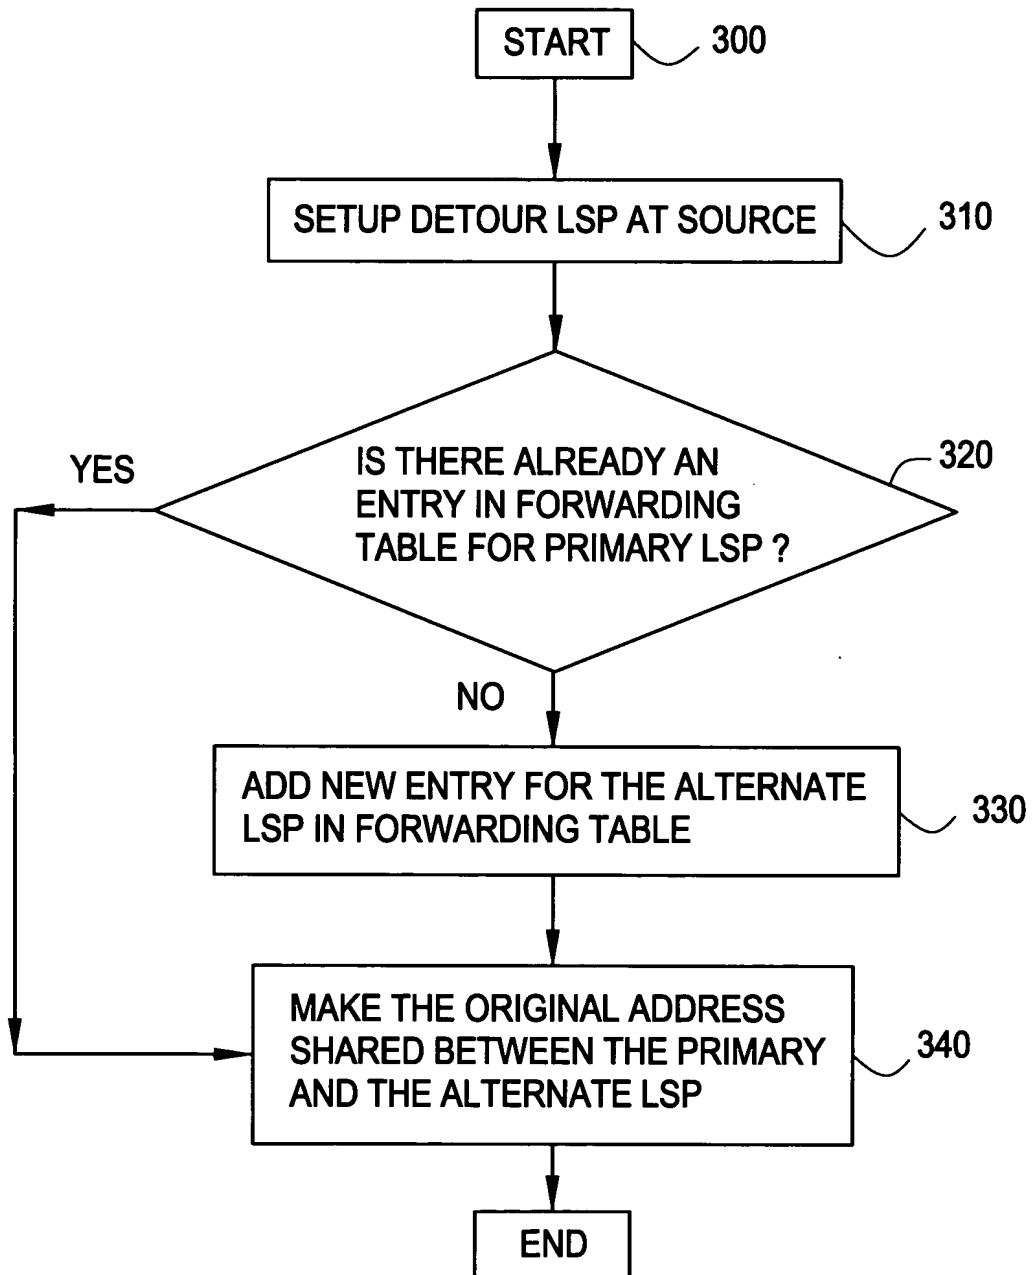 START
300
SETUP DETOUR LSP AT SOURCE
310
IS THERE ALREADY AN
ENTRY IN FORWARDING
TABLE FOR PRIMARY LSP ?
320
YES
NO
ADD NEW ENTRY FOR THE ALTERNATE
LSP IN FORWARDING TABLE
330
MAKE THE ORIGINAL ADDRESS
SHARED BETWEEN THE PRIMARY
AND THE ALTERNATE LSP
340
END